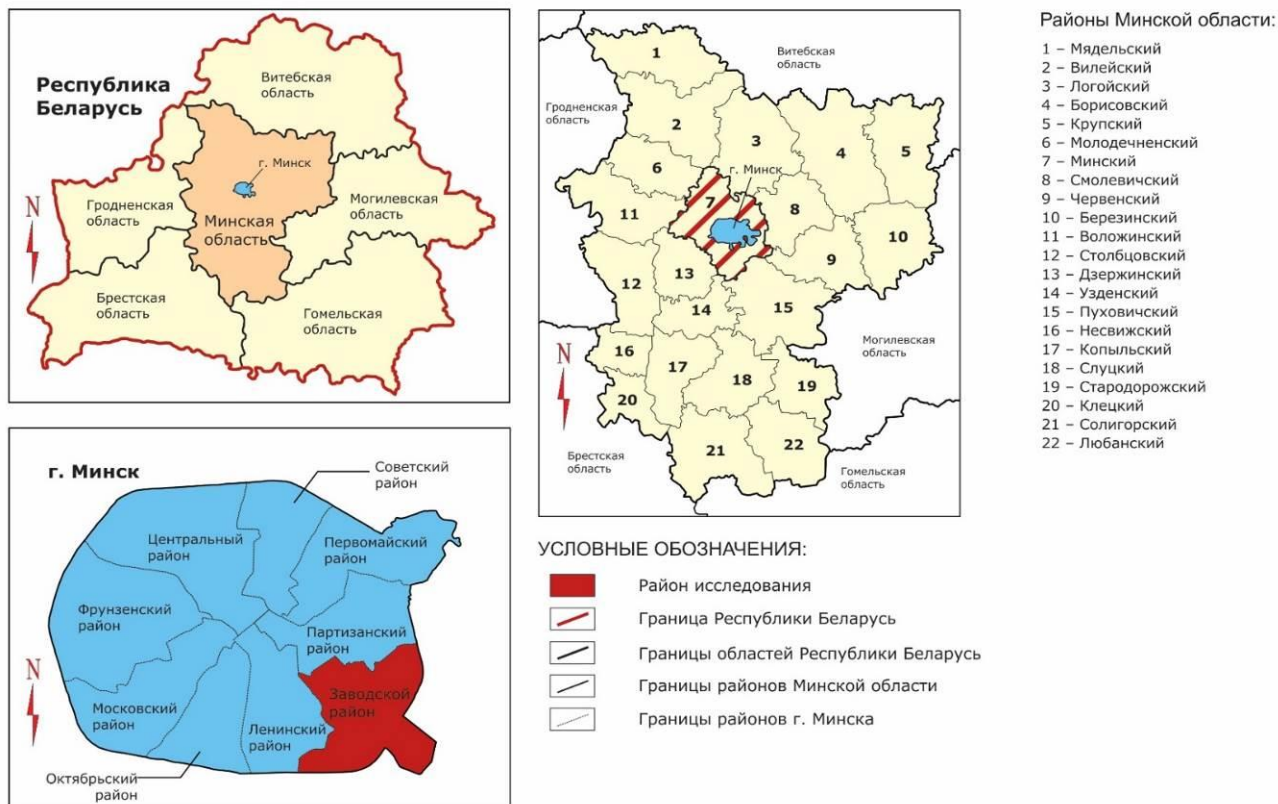 Республика
Беларусь
Витебская
область
г. Минск
Гродненская
область
Минская
область
Могилевская
область
Брестская
область
Гомельская
область
N
1
Витебская
область
Гродненская
область
2
3
4
5
6
г. Минск
7
8
11
10
9
12
13
14
15
Могилевская
область
N
16
17
18
19
20
21
22
Брестская
область
Гомельская
область
Районы Минской области:
1 – Мядельский
2 – Вилейский
3 – Логойский
4 – Борисовский
5 – Крупский
6 – Молодечненский
7 – Минский
8 – Смолевичский
9 – Червенский
10 – Березинский
11 – Воложинский
12 – Столбцовский
13 – Дзержинский
14 – Узденский
15 – Пуховичский
16 – Несвижский
17 – Копыльский
18 – Слуцкий
19 – Стародорожский
20 – Клецкий
21 – Солигорский
22 – Любанский
г. Минск
Советский
район
Центральный
район
Первомайский
район
Фрунзенский
район
Партизанский
район
N
Заводской
район
Московский
район
Ленинский
район
Октябрьский
район
УСЛОВНЫЕ ОБОЗНАЧЕНИЯ:
Район исследования
Граница Республики Беларусь
Границы областей Республики Беларусь
Границы районов Минской области
Границы районов г. Минска